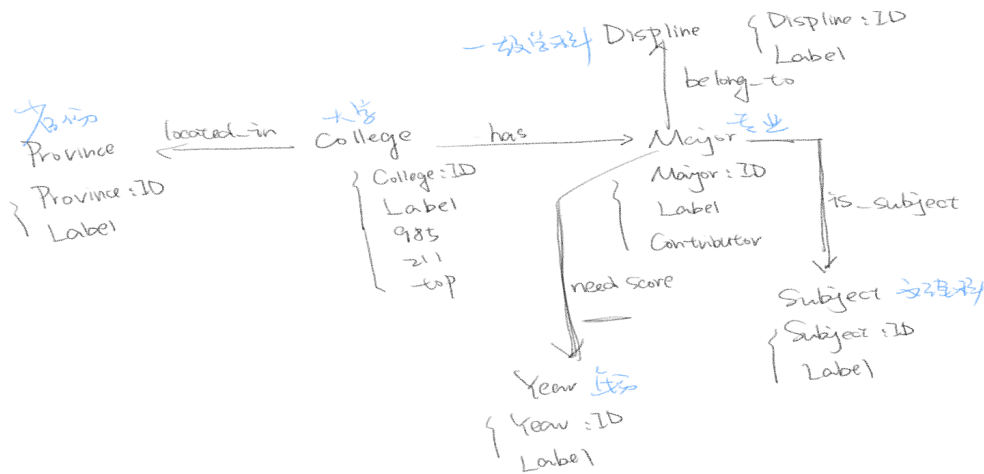 一级学科 Displine
Displine : ID
Label
belong_to
省份
Province
located_in
大学
College
has
专业
Major
Province : ID
Label
College : ID
Label
985
211
top
Major : ID
Label
Contributor
is_subject
need score
Subject 文理科
Subject : ID
Label
Year 年份
Year : ID
Label